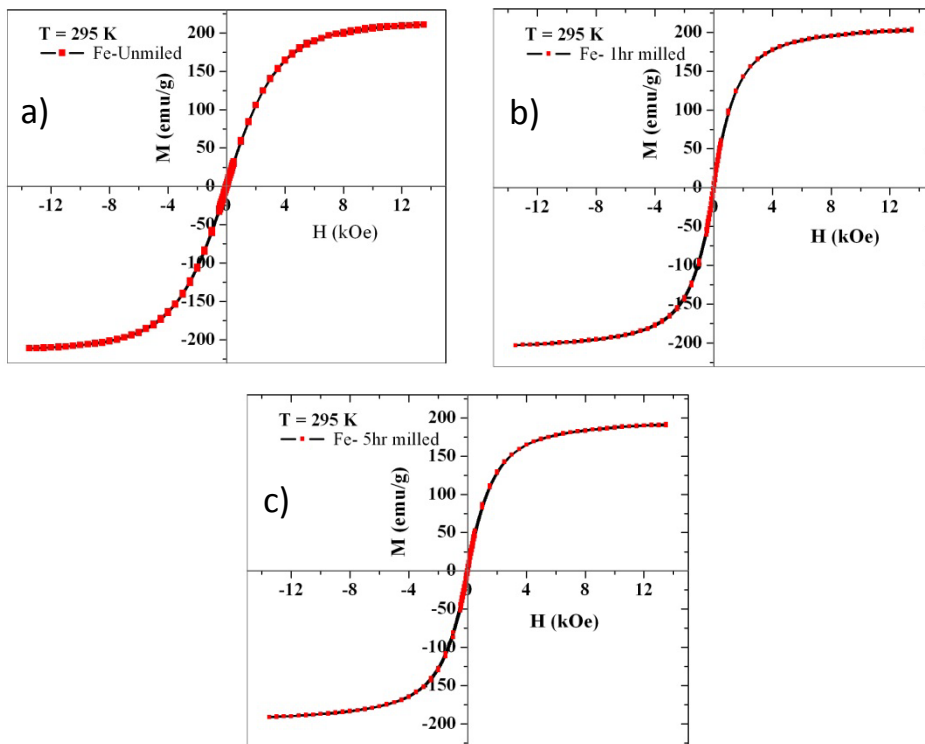 a)
T = 295 K
Fe-Unmiled
M (emu/g)
200
150
100
50
0
-50
-100
-150
-200
-12 -8 -4 0 4 8 12
H (kOe)
b)
T = 295 K
Fe- 1hr milled
M (emu/g)
200
150
100
50
0
-50
-100
-150
-200
-12 -8 -4 0 4 8 12
H (kOe)
c)
T = 295 K
Fe- 5hr milled
M (emu/g)
200
150
100
50
0
-50
-100
-150
-200
-12 -8 -4 0 4 8 12
H (kOe)